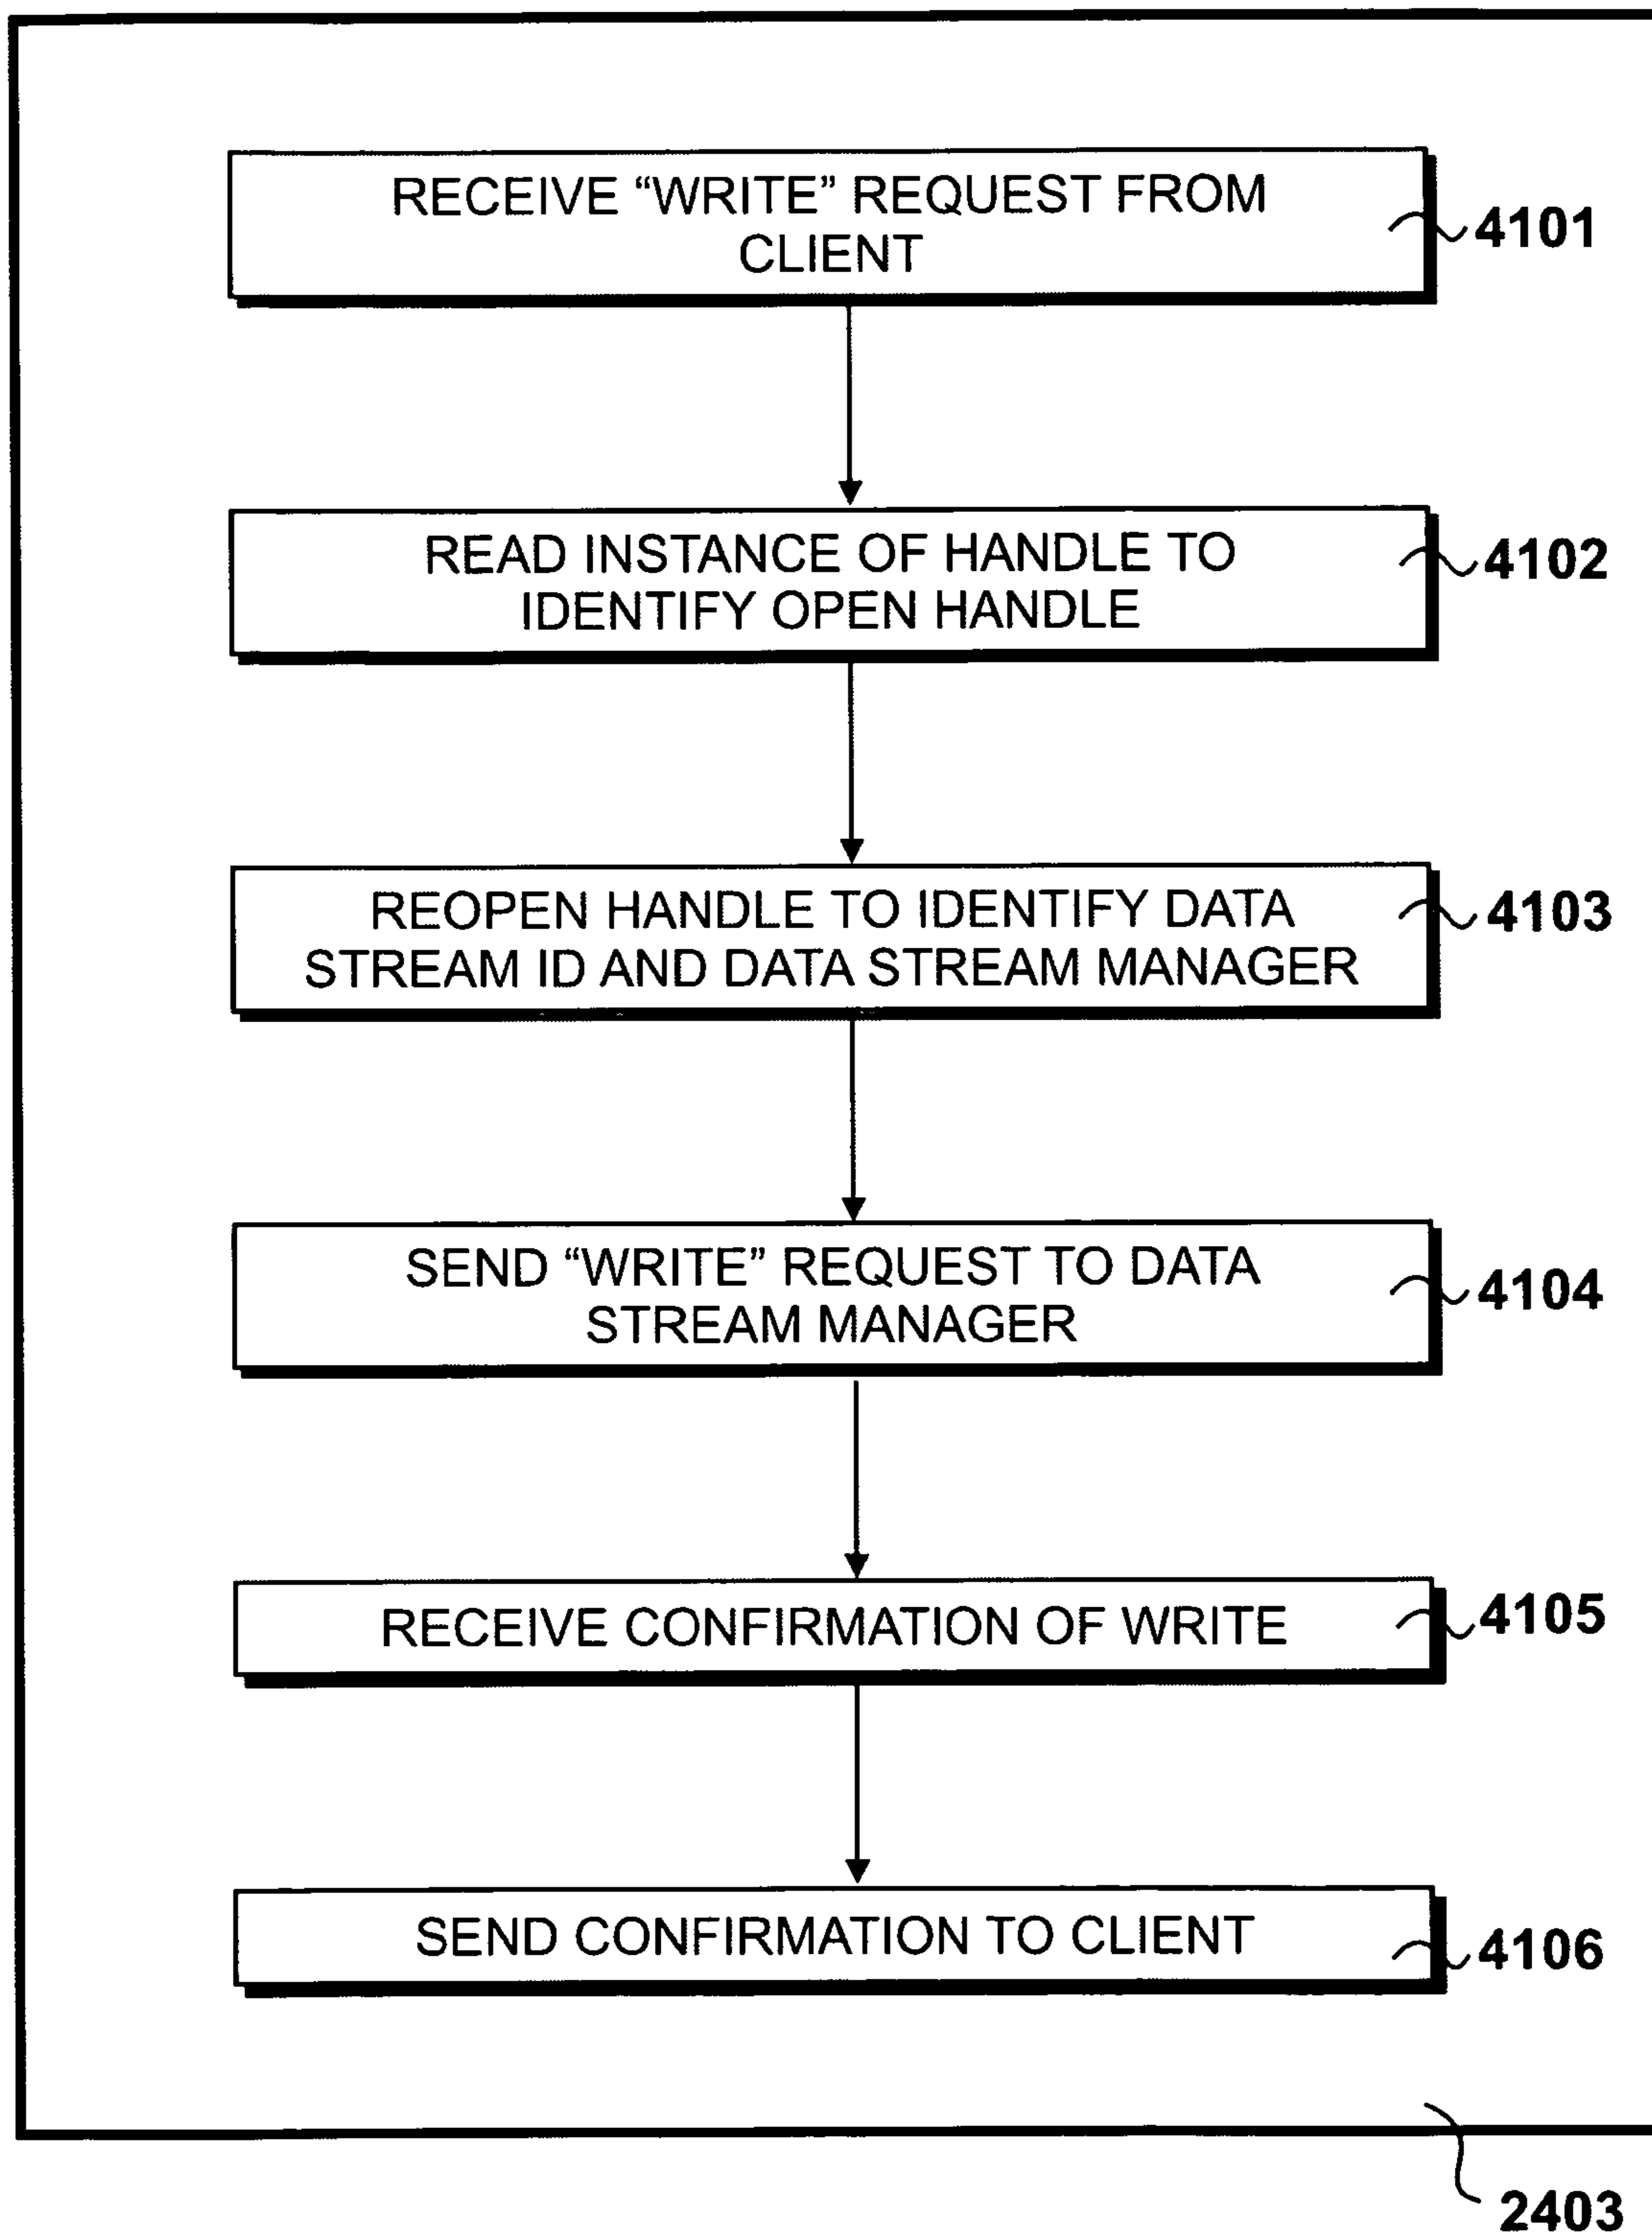 RECEIVE “WRITE” REQUEST FROM
CLIENT
4101
READ INSTANCE OF HANDLE TO
IDENTIFY OPEN HANDLE
4102
REOPEN HANDLE TO IDENTIFY DATA
STREAM ID AND DATA STREAM MANAGER
4103
SEND “WRITE” REQUEST TO DATA
STREAM MANAGER
4104
RECEIVE CONFIRMATION OF WRITE
4105
SEND CONFIRMATION TO CLIENT
4106
2403